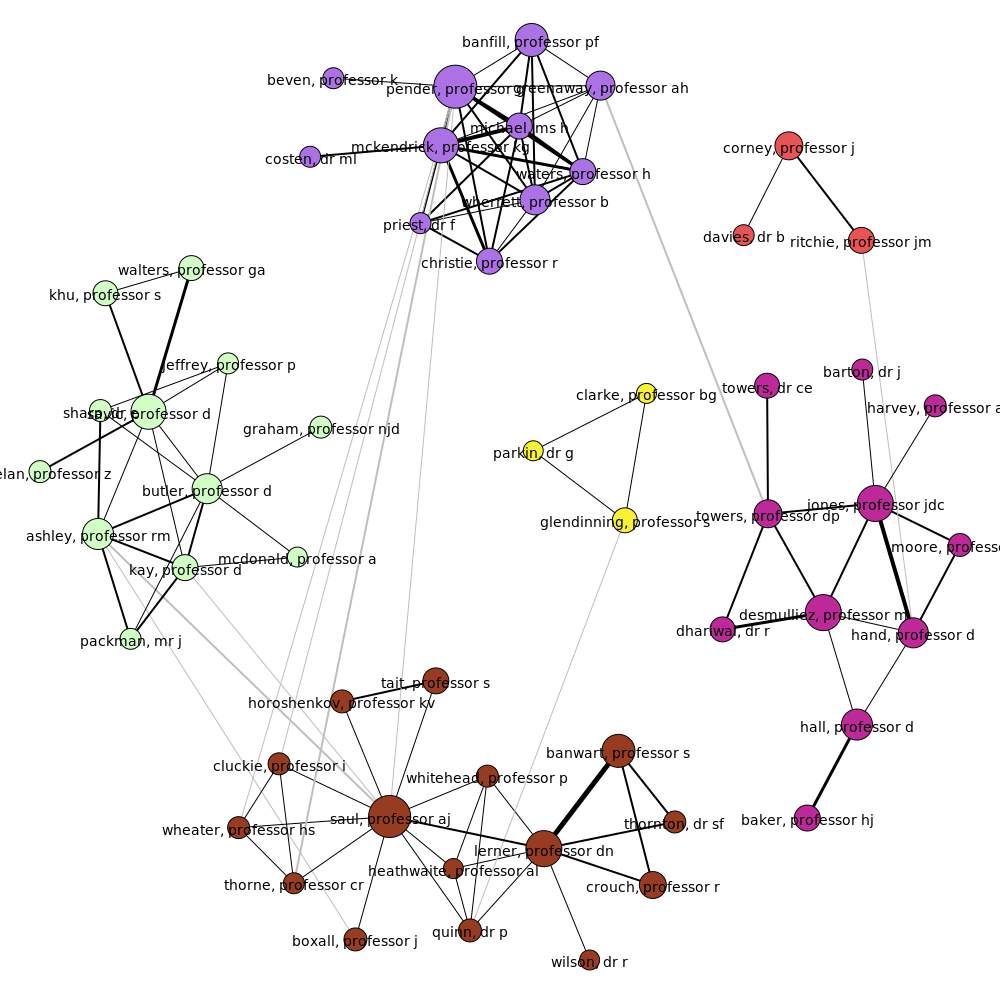 banfill, professor pf
beven, professor k
pender, professor g
greenaway, professor ah
michael, ms h
corney, professor j
mckendrick, professor kg
costen, dr ml
waters, professor h
wherrett, professor b
priest, dr f
davies, dr b
ritchie, professor jm
christie, professor r
walters, professor ga
khu, professor s
jeffrey, professor p
barton, dr j
towers, dr ce
clarke, professor bg
harvey, professor a
sharp, dr e
savic, professor d
graham, professor njd
parkin, dr g
elan, professor z
butler, professor d
jones, professor jdc
towers, professor dp
glendinning, professor s
ashley, professor rm
moore, profess
mcdonald, professor a
kay, professor d
desmulliez, professor m
dhariwal, dr r
hand, professor d
packman, mr j
tait, professor s
horoshenkov, professor kv
hall, professor d
banwart, professor s
cluckie, professor i
whitehead, professor p
saul, professor aj
baker, professor hj
thornton, dr sf
wheater, professor hs
lerner, professor dn
heathwaite, professor al
thorne, professor cr
crouch, professor r
quinn, dr p
boxall, professor j
wilson, dr r